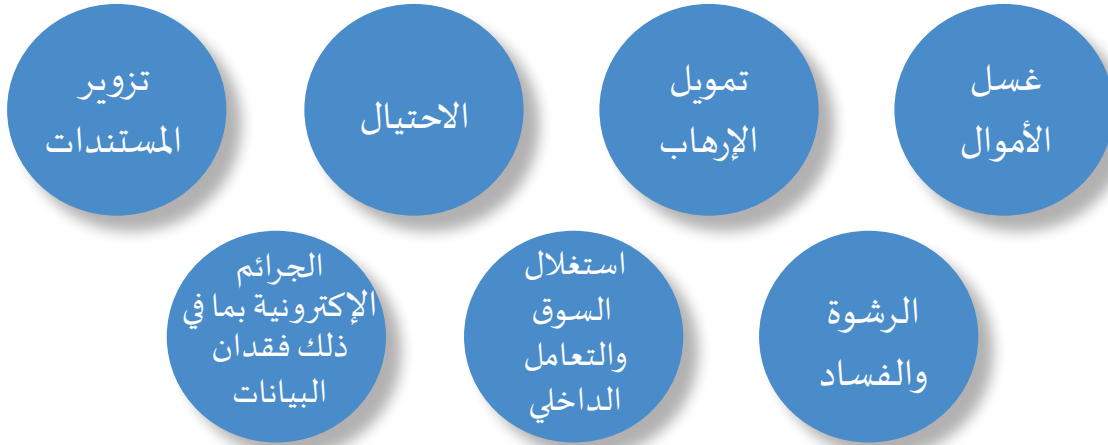 غسل
الأموال
تمويل
الإرهاب
الاحتيال
تزوير
المستندات
الرشوة
والفساد
استغلال
السوق
والتعامل
الداخلي
الجرائم
الإكترونية بما في
ذلك فقدان
البيانات